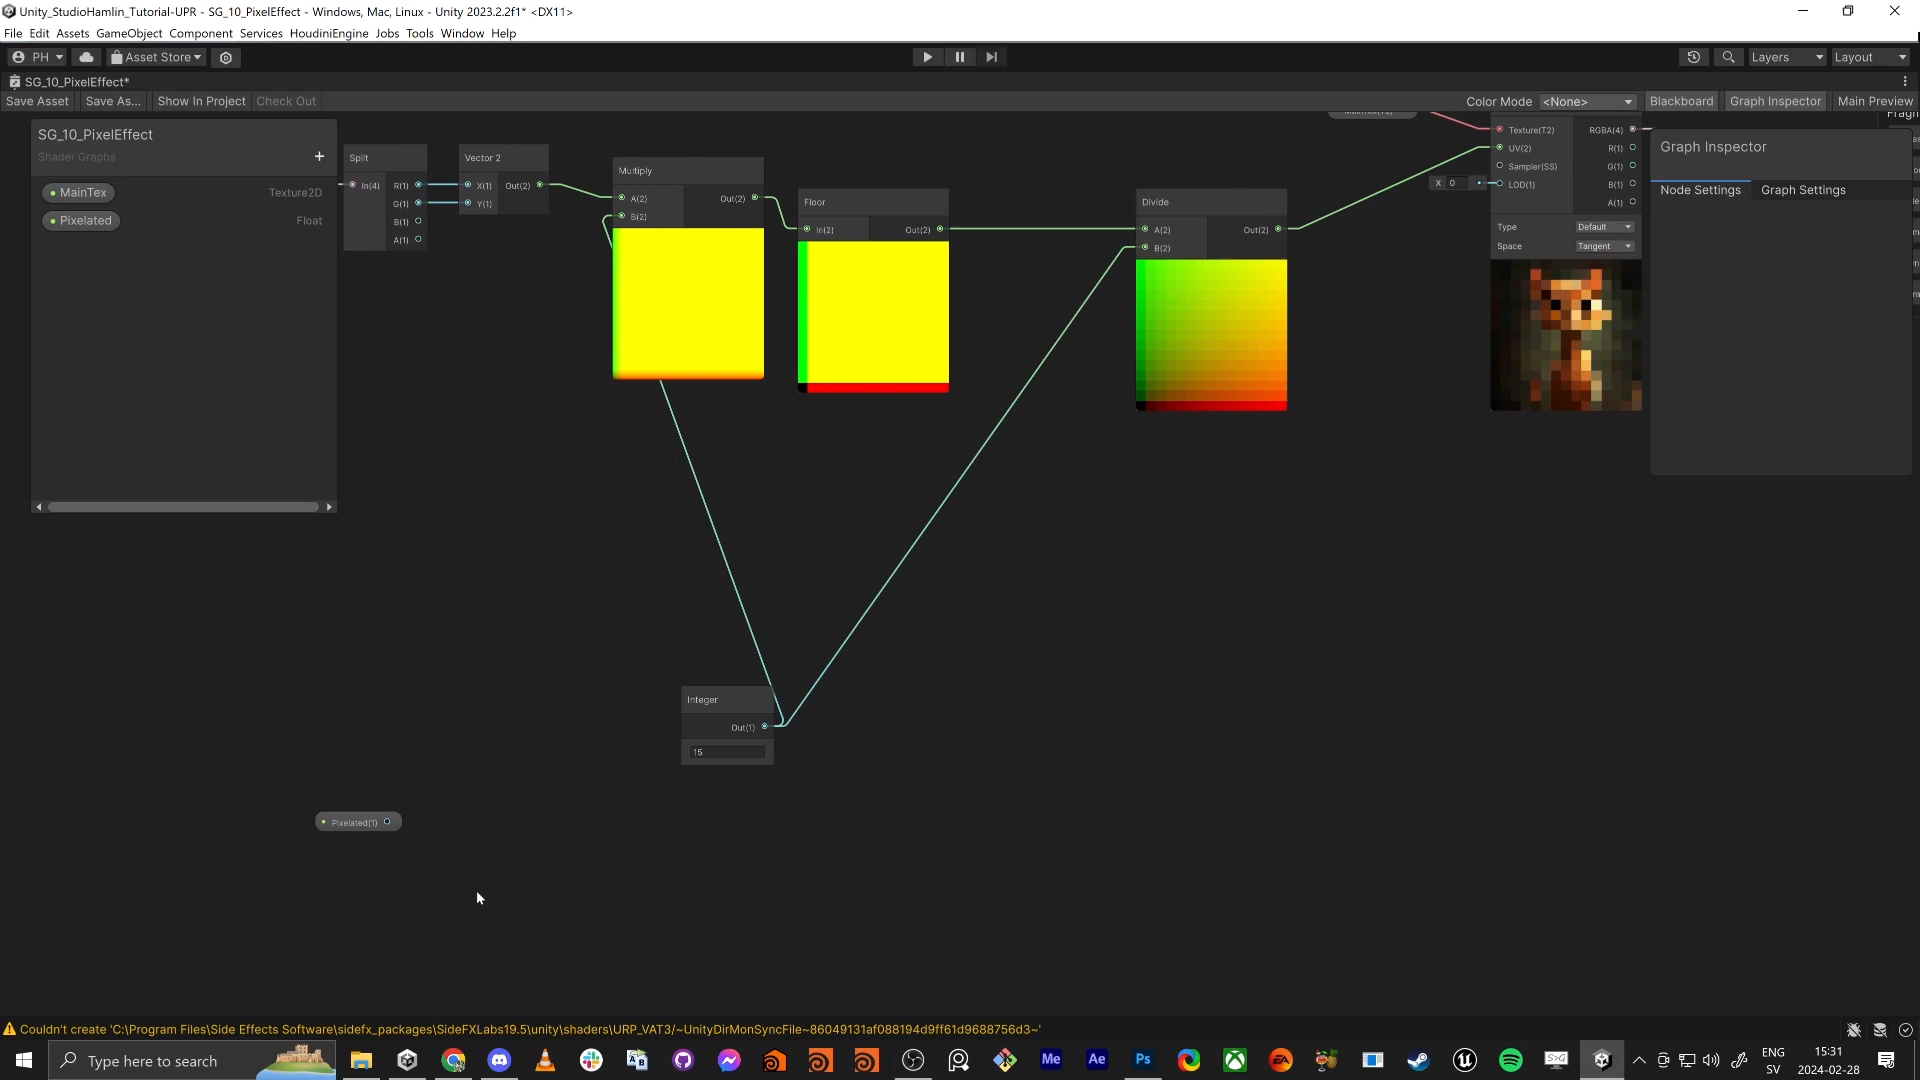 Unity_StudioHamlin_Tutorial-UPR - SG_10_PixelEffect - Windows, Mac, Linux - Unity 2023.2.2f1* <DX11>
File Edit Assets GameObject Component Services HoudiniEngine Jobs Tools Window Help
PH Asset Store Layers Layout
SG_10_PixelEffect*
Save Asset Save As... Show In Project Check Out Color Mode <None> Blackboard Graph Inspector Main Preview
SG_10_PixelEffect
Shader Graphs
MainTex Texture2D
Pixelated Float
Split
In(4) R(1)
G(1)
B(1)
A(1)
Vector 2
X(1) Out(2)
Y(1)
Multiply
A(2) Out(2)
B(2)
Floor
In(2) Out(2)
Divide
A(2) Out(2)
B(2)
Texture(T2) RGBA(4)
UV(2) R(1)
Sampler(SS) G(1)
X 0 LOD(1) B(1)
A(1)
Type Default
Space Tangent
Graph Inspector
Node Settings Graph Settings
Integer
Out(1)
15
Pixelated(1)
Couldn't create 'C:\Program Files\Side Effects Software\sidefx_packages\SideFXLabs19.5\unity\shaders\URP_VAT3/~UnityDirMonSyncFile~86049131af088194d9ff61d9688756d3~'
Type here to search
Me Ae Ps
ENG
SV
15:31
2024-02-28